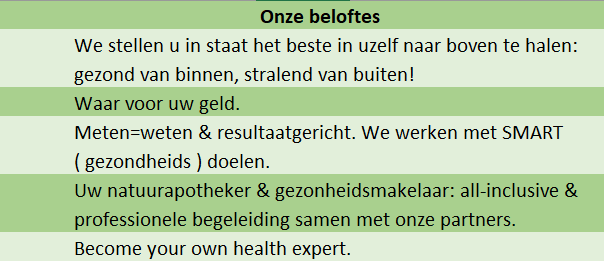 Onze beloftes
We stellen u in staat het beste in uzelf naar boven te halen:
gezond van binnen, stralend van buiten!
Waar voor uw geld.
Meten=weten & resultaatgericht. We werken met SMART
( gezondheids ) doelen.
Uw natuurapotheker & gezonheidsmakelaar: all-inclusive &
professionele begeleiding samen met onze partners.
Become your own health expert.